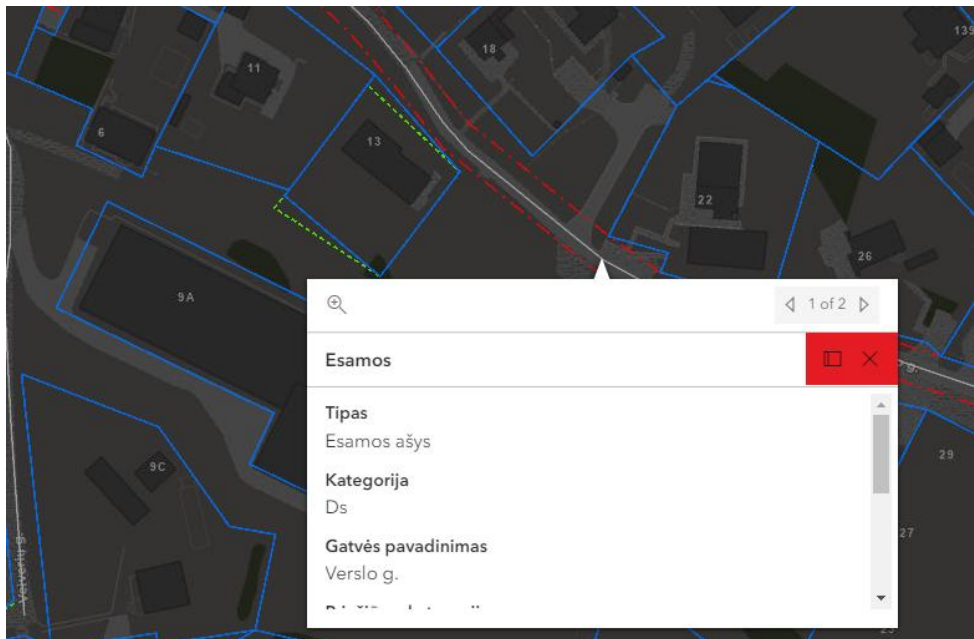 139
18
11
6
13
22
26
9A
1 of 2
Esamos
g.
Tipas
Esamos ašys
Kategorija
Ds
29
9C
Gatvės pavadinimas
Verslo g.
27
Veiverių g.